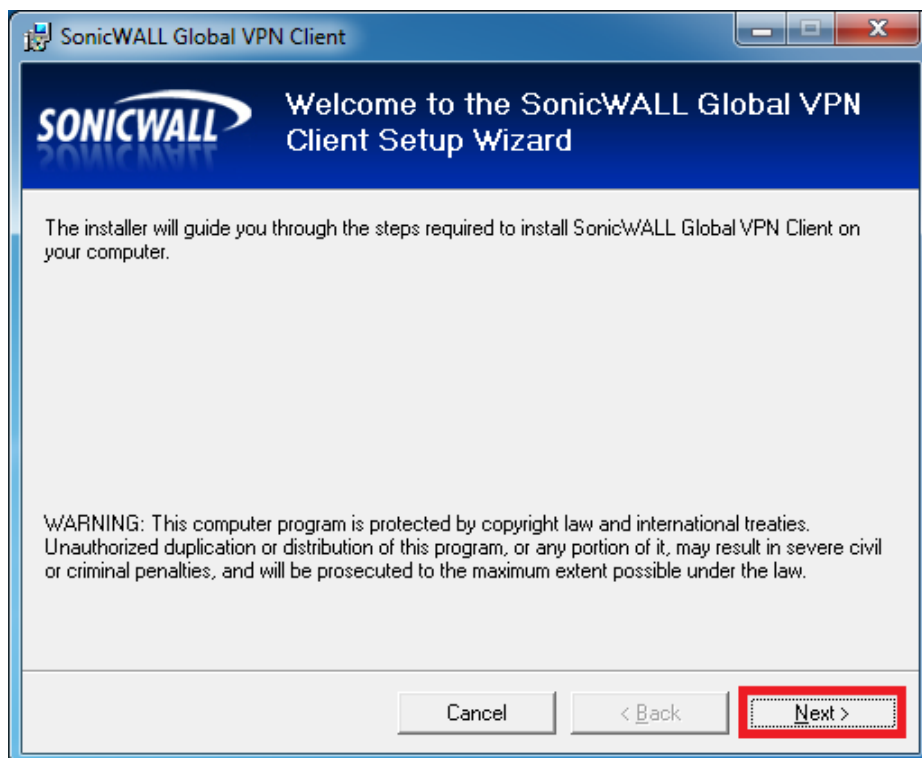 SonicWALL Global VPN Client
SONICWALL
Welcome to the SonicWALL Global VPN
Client Setup Wizard
The installer will guide you through the steps required to install SonicWALL Global VPN Client on
your computer.
WARNING: This computer program is protected by copyright law and international treaties.
Unauthorized duplication or distribution of this program, or any portion of it, may result in severe civil
or criminal penalties, and will be prosecuted to the maximum extent possible under the law.
Cancel
< Back
Next >